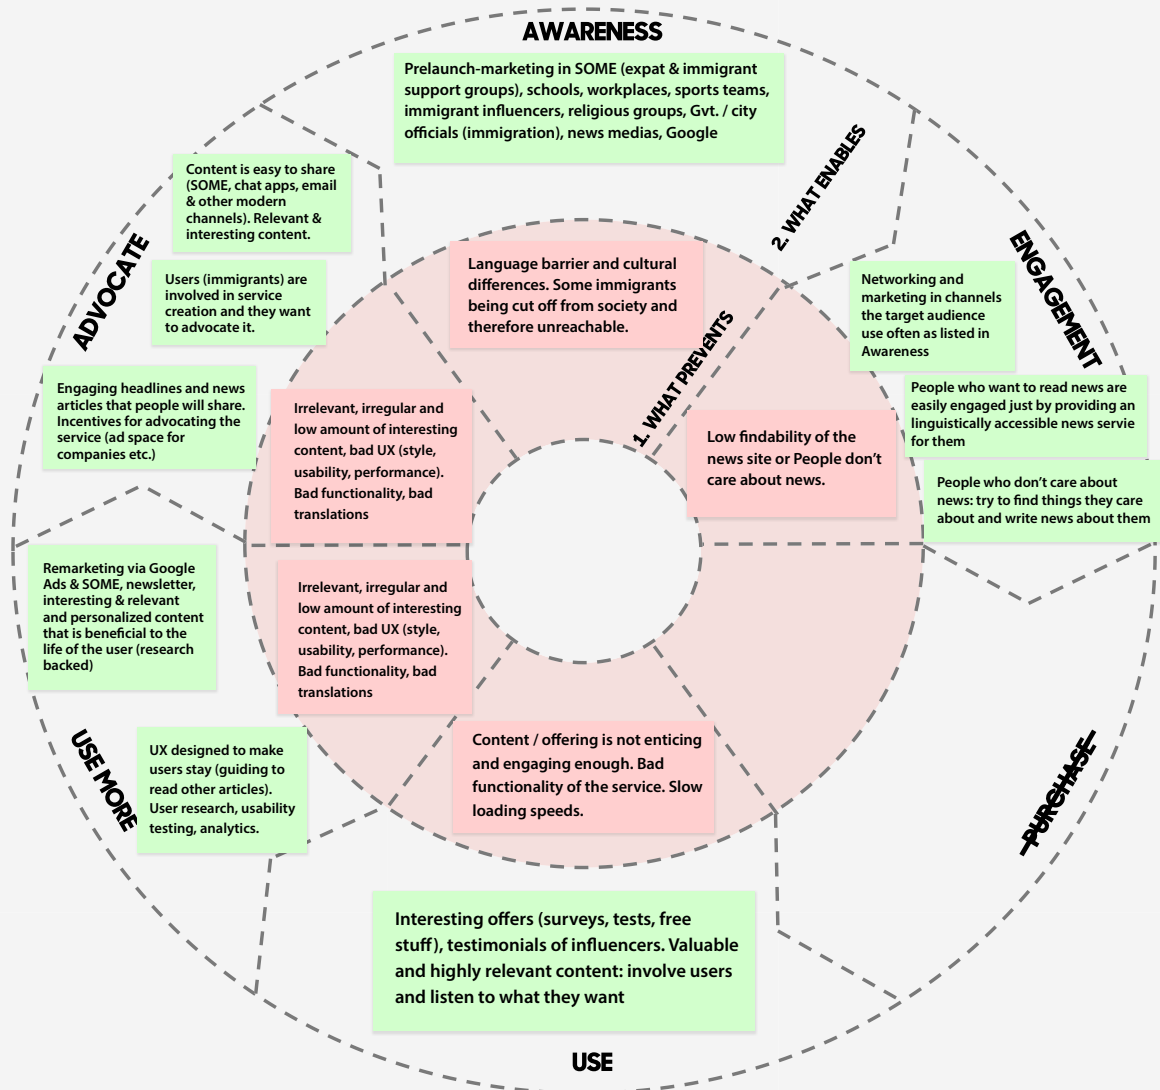 AWARENESS
Prelaunch-marketing in SOME (expat & immigrant
support groups), schools, workplaces, sports teams,
immigrant influencers, religious groups, Gvt. / city
officials (immigration), news medias, Google
2. WHAT ENABLES
1. WHAT PREVENTS
Language barrier and cultural
differences. Some immigrants
being cut off from society and
therefore unreachable.
ENGAGEMENT
Networking and
marketing in channels
the target audience
use often as listed in
Awareness
People who want to read news are
easily engaged just by providing an
linguistically accessible news servie
for them
People who don't care about
news: try to find things they care
about and write news about them
Low findability of the
news site or People don't
care about news.
PURCHASE
USE
Content / offering is not enticing
and engaging enough. Bad
functionality of the service. Slow
loading speeds.
Interesting offers (surveys, tests, free
stuff), testimonials of influencers. Valuable
and highly relevant content: involve users
and listen to what they want
USE MORE
Irrelevant, irregular and
low amount of interesting
content, bad UX (style,
usability, performance).
Bad functionality, bad
translations
Remarketing via Google
Ads & SOME, newsletter,
interesting & relevant
and personalized content
that is beneficial to the
life of the user (research
backed)
UX designed to make
users stay (guiding to
read other articles).
User research, usability
testing, analytics.
ADVOCATE
Content is easy to share
(SOME, chat apps, email
& other modern
channels). Relevant &
interesting content.
Users (immigrants) are
involved in service
creation and they want
to advocate it.
Engaging headlines and news
articles that people will share.
Incentives for advocating the
service (ad space for
companies etc.)
Irrelevant, irregular and
low amount of interesting
content, bad UX (style,
usability, performance).
Bad functionality, bad
translations